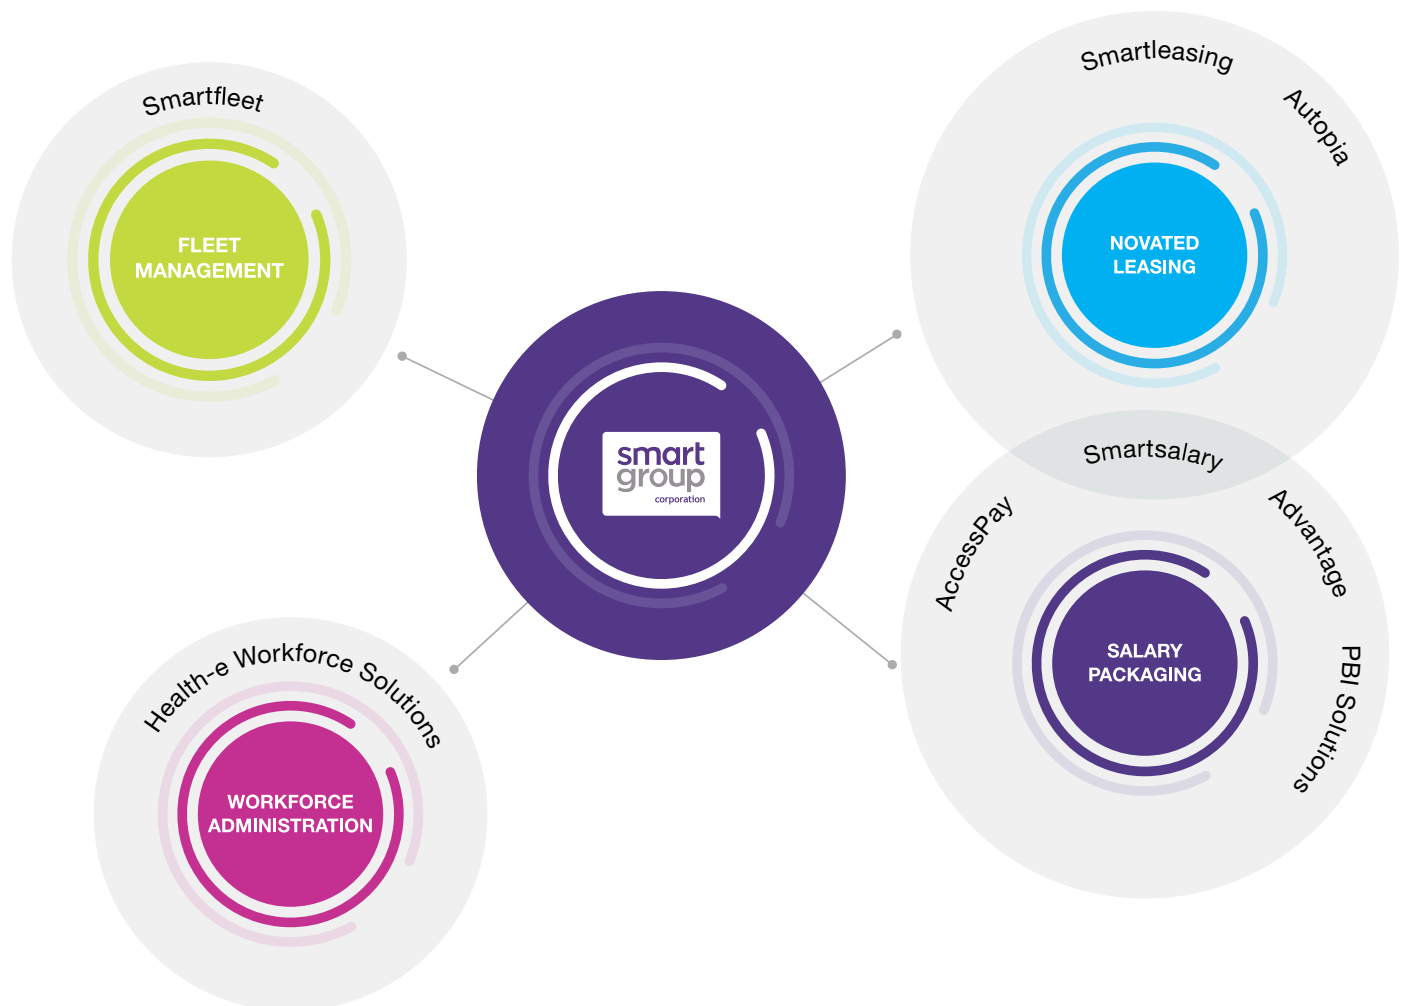 Smartfleet
FLEET
MANAGEMENT
Smartleasing
Autopia
NOVATED
LEASING
smart
group
corporation
Smartsalary
AccessPay
Advantage
PBI Solutions
SALARY
PACKAGING
Health-e Workforce Solutions
WORKFORCE
ADMINISTRATION